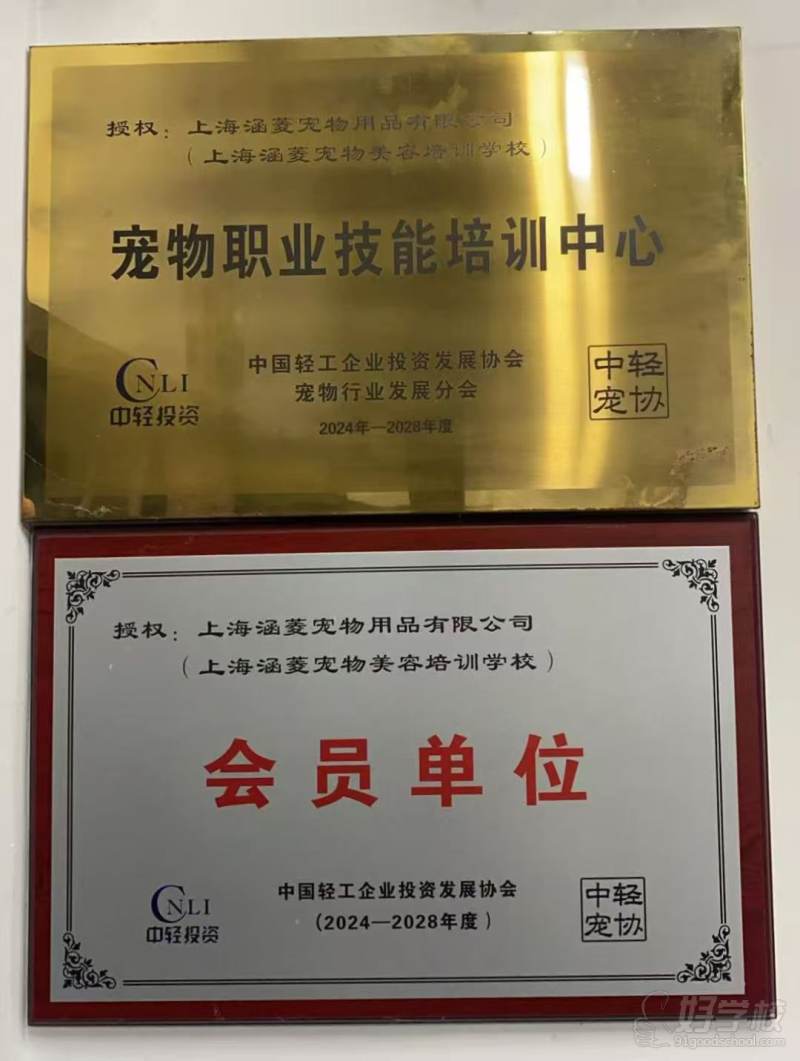 授权：上海涵菱宠物用品有限公司
（上海涵菱宠物美容培训学校）
宠物职业技能培训中心
CNLI
中轻投资
中国轻工企业投资发展协会
宠物行业发展分会
2024年—2028年度
中轻
宠协
授权：上海涵菱宠物用品有限公司
（上海涵菱宠物美容培训学校）
会员单位
CNLI
中轻投资
中国轻工企业投资发展协会
（2024—2028年度）
中轻
宠协
好学校
91goodschool.com